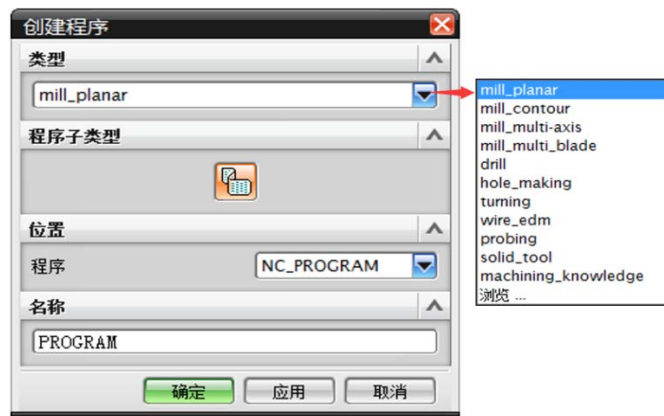 创建程序
类型
mill_planar
程序子类型
位置
程序 NC_PROGRAM
名称
PROGRAM
确定 应用 取消
mill_planar
mill_contour
mill_multi-axis
mill_multi_blade
drill
hole_making
turning
wire_edm
probing
solid_tool
machining_knowledge
浏览 ...